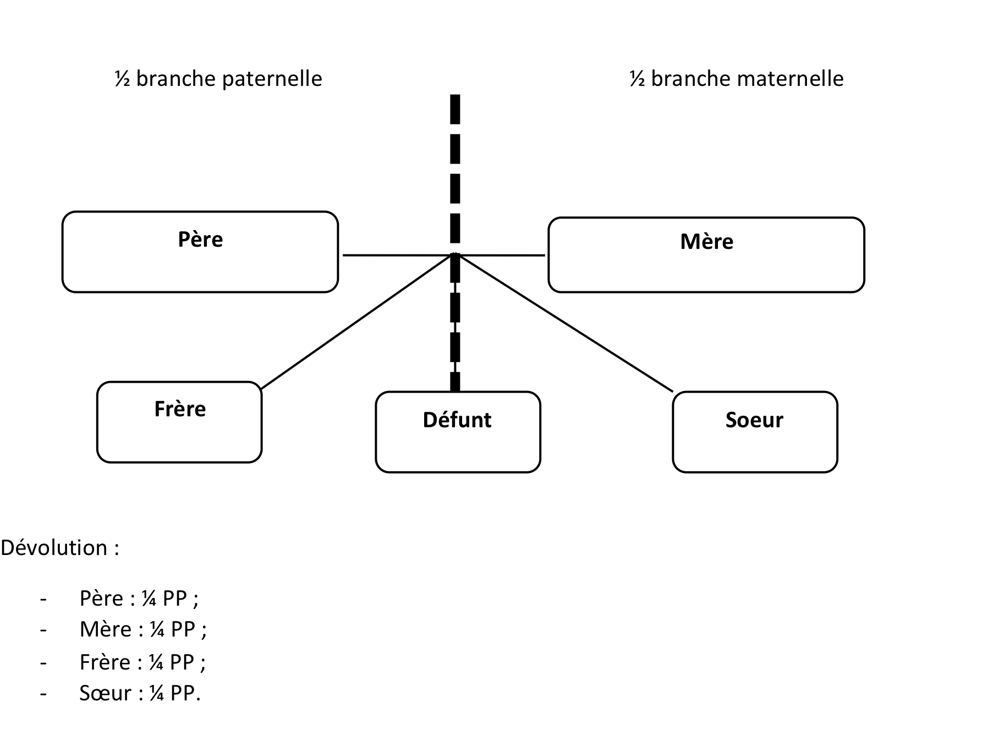 ½ branche paternelle
½ branche maternelle
Père
Mère
Frère
Défunt
Soeur
Dévolution :
- Père : ¼ PP ;
- Mère : ¼ PP ;
- Frère : ¼ PP ;
- Sœur : ¼ PP.